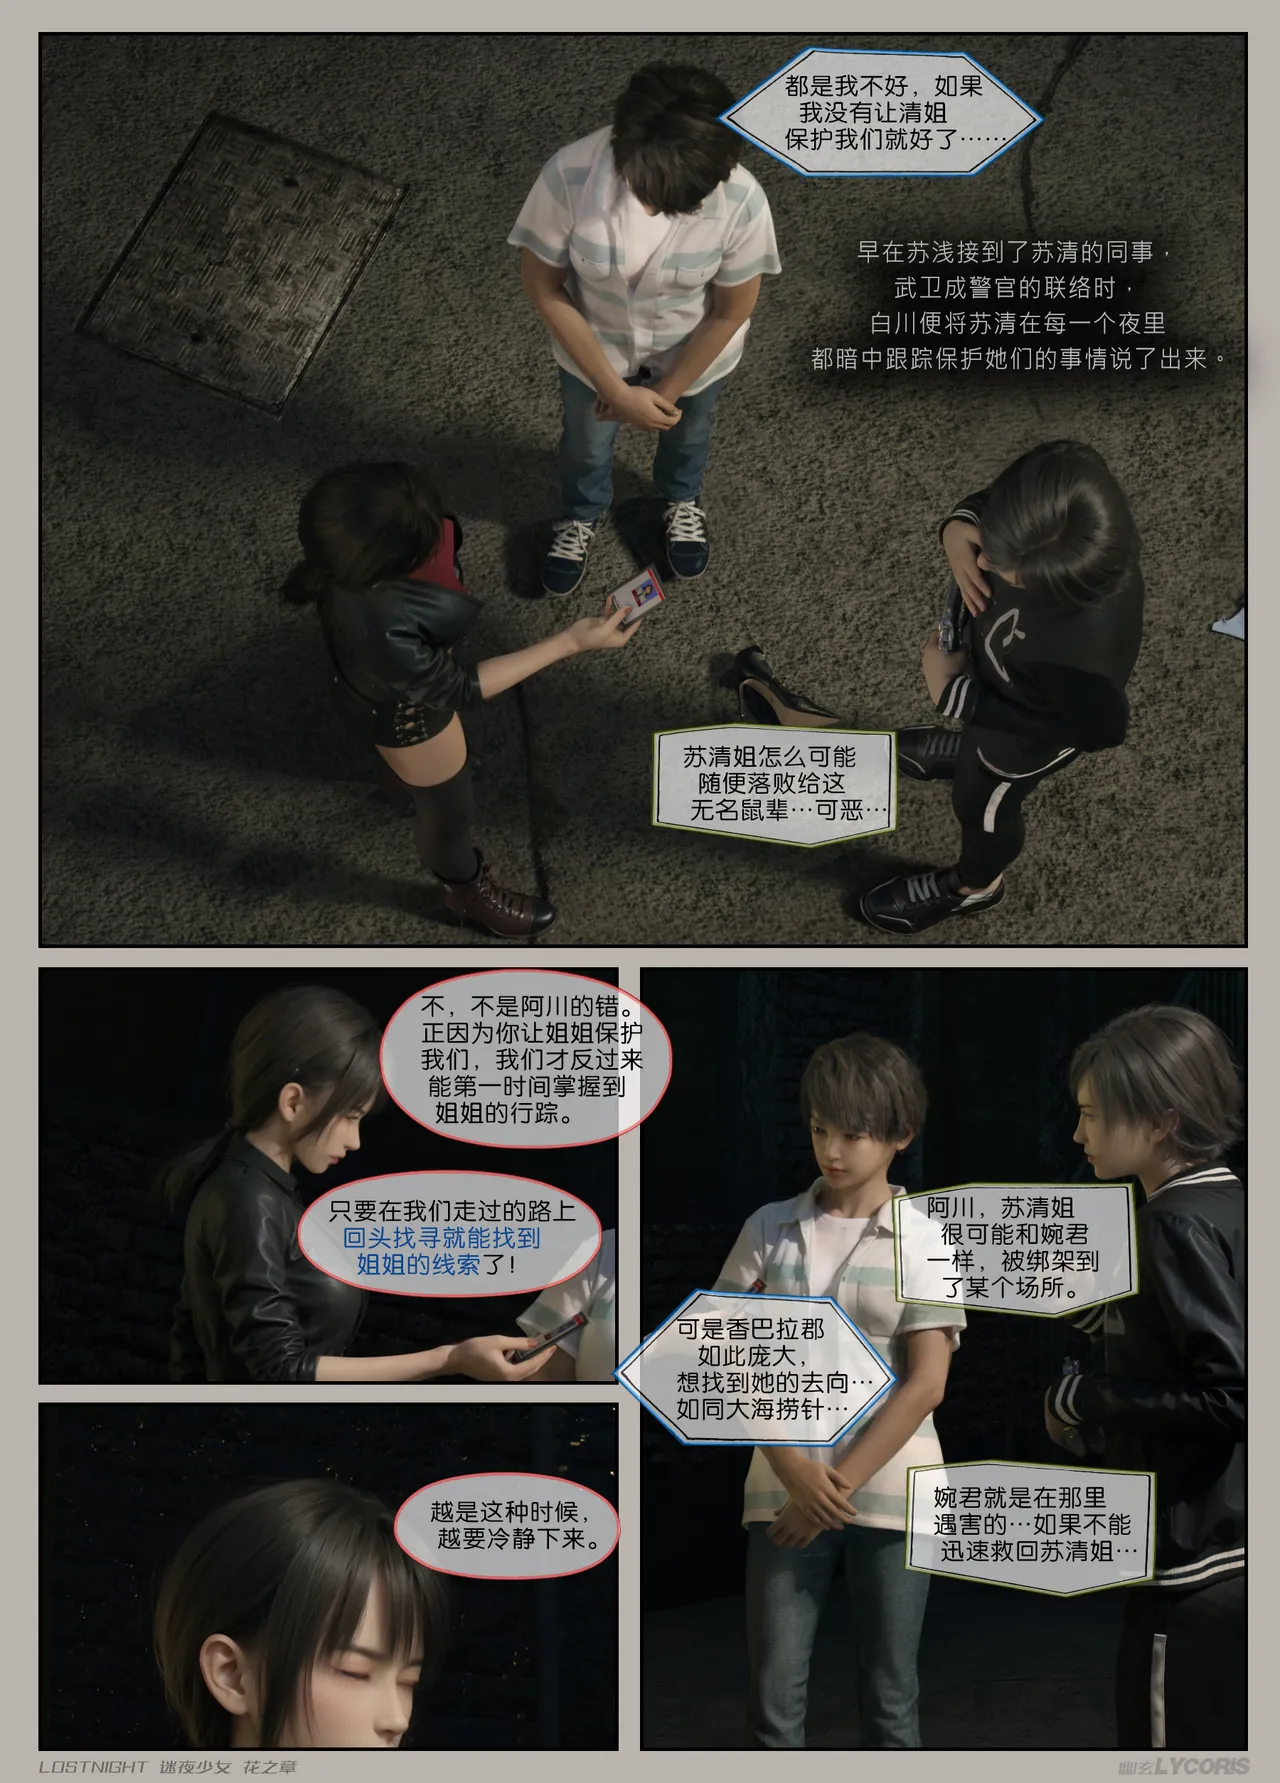 都是我不好，如果
我没有让清姐
保护我们就好了……
早在苏浅接到了苏清的同事，
武卫成警官的联络时，
白川便将苏清在每一个夜里
都暗中跟踪保护她们的事情说了出来。
苏清姐怎么可能
随便落败给这
无名鼠辈…可恶…
不，不是阿川的错。
正因为你让姐姐保护
我们，我们才反过来
能第一时间掌握到
姐姐的行踪。
只要在我们走过的路上
回头找寻就能找到
姐姐的线索了！
阿川，苏清姐
很可能和婉君
一样，被绑架到
了某个场所。
可是香巴拉郡
如此庞大，
想找到她的去向…
如同大海捞针…
婉君就是在那里
遇害的…如果不能
迅速救回苏清姐…
越是这种时候，
越要冷静下来。
LOSTNIGHT 迷夜少女 花之章
幽玄LYCORIS